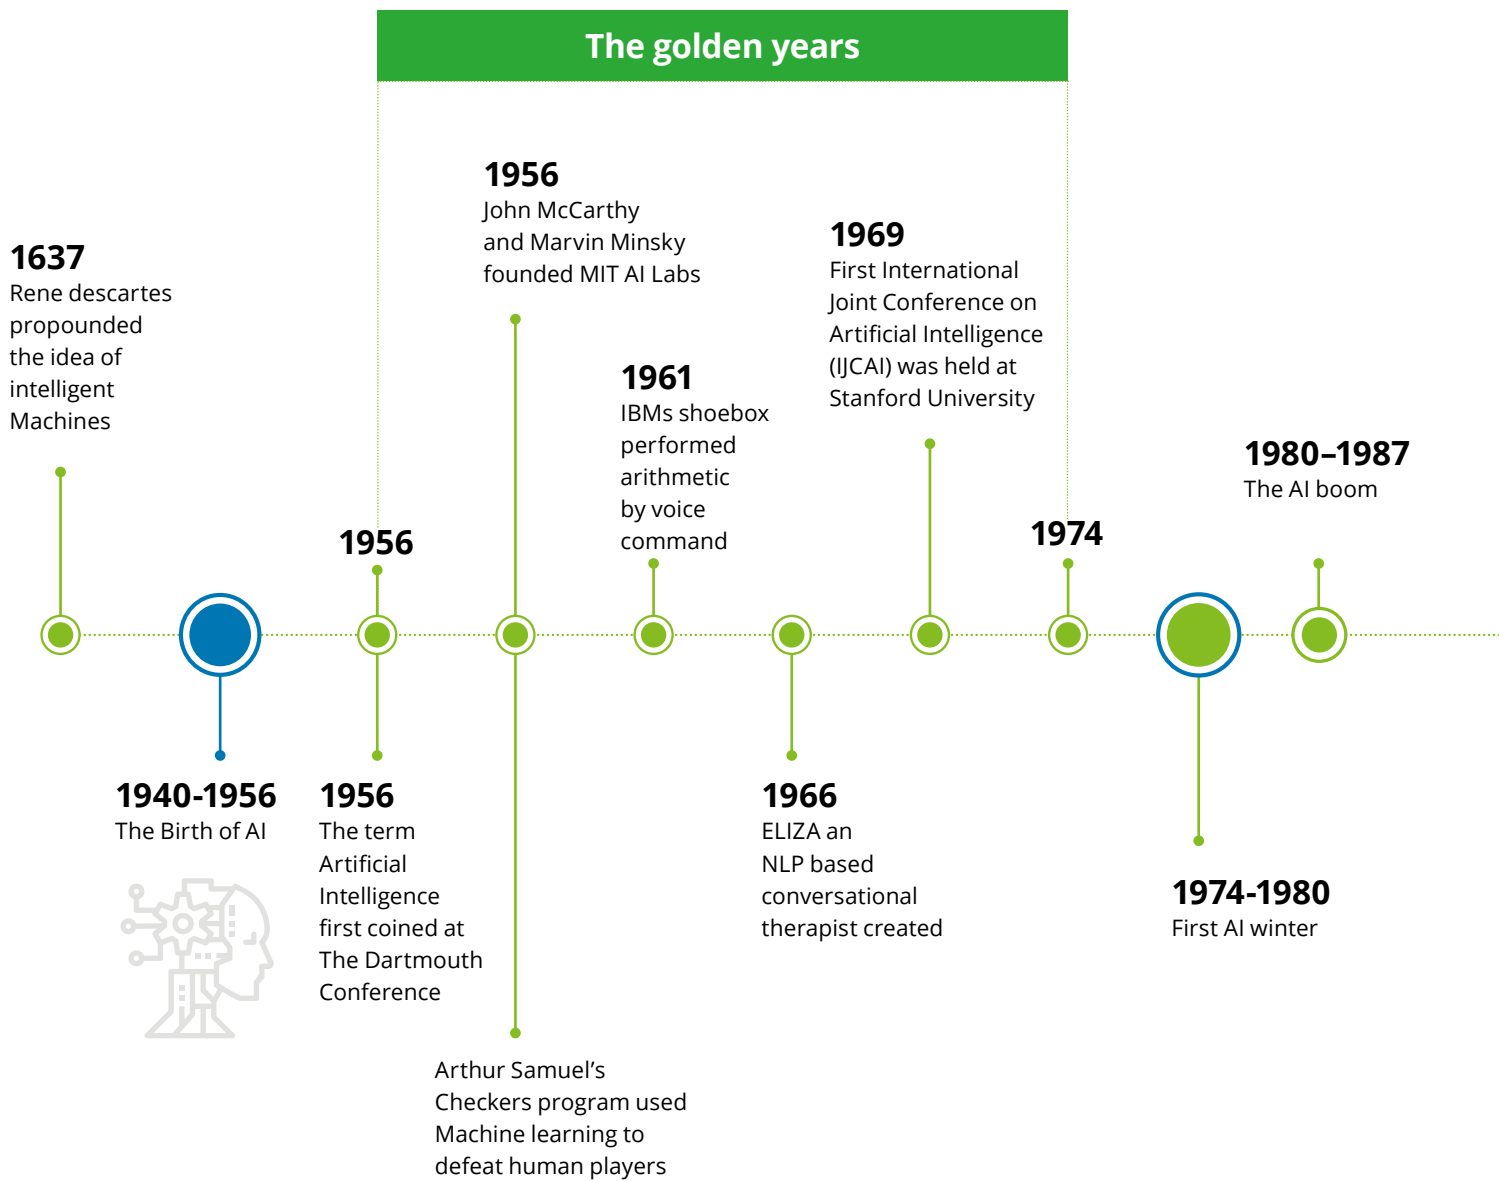 The golden years
1637
Rene descartes
propounded
the idea of
intelligent
Machines
1940-1956
The Birth of AI
1956
1956
The term
Artificial
Intelligence
first coined at
The Dartmouth
Conference
1956
John McCarthy
and Marvin Minsky
founded MIT AI Labs
Arthur Samuel’s
Checkers program used
Machine learning to
defeat human players
1961
IBMs shoebox
performed
arithmetic
by voice
command
1966
ELIZA an
NLP based
conversational
therapist created
1969
First International
Joint Conference on
Artificial Intelligence
(IJCAI) was held at
Stanford University
1974
1974-1980
First AI winter
1980–1987
The AI boom